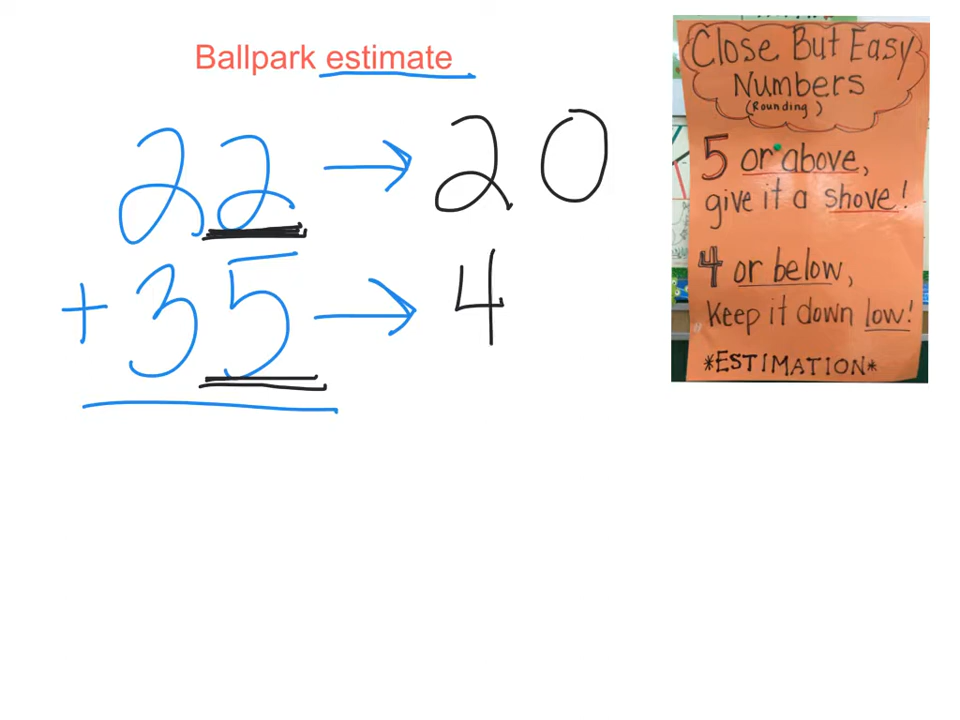 Ballpark estimate
22 → 20
+ 35 → 4
Close But Easy
Numbers
(Rounding)
5 or above,
give it a shove!
4 or below,
Keep it down low!
*ESTIMATION*